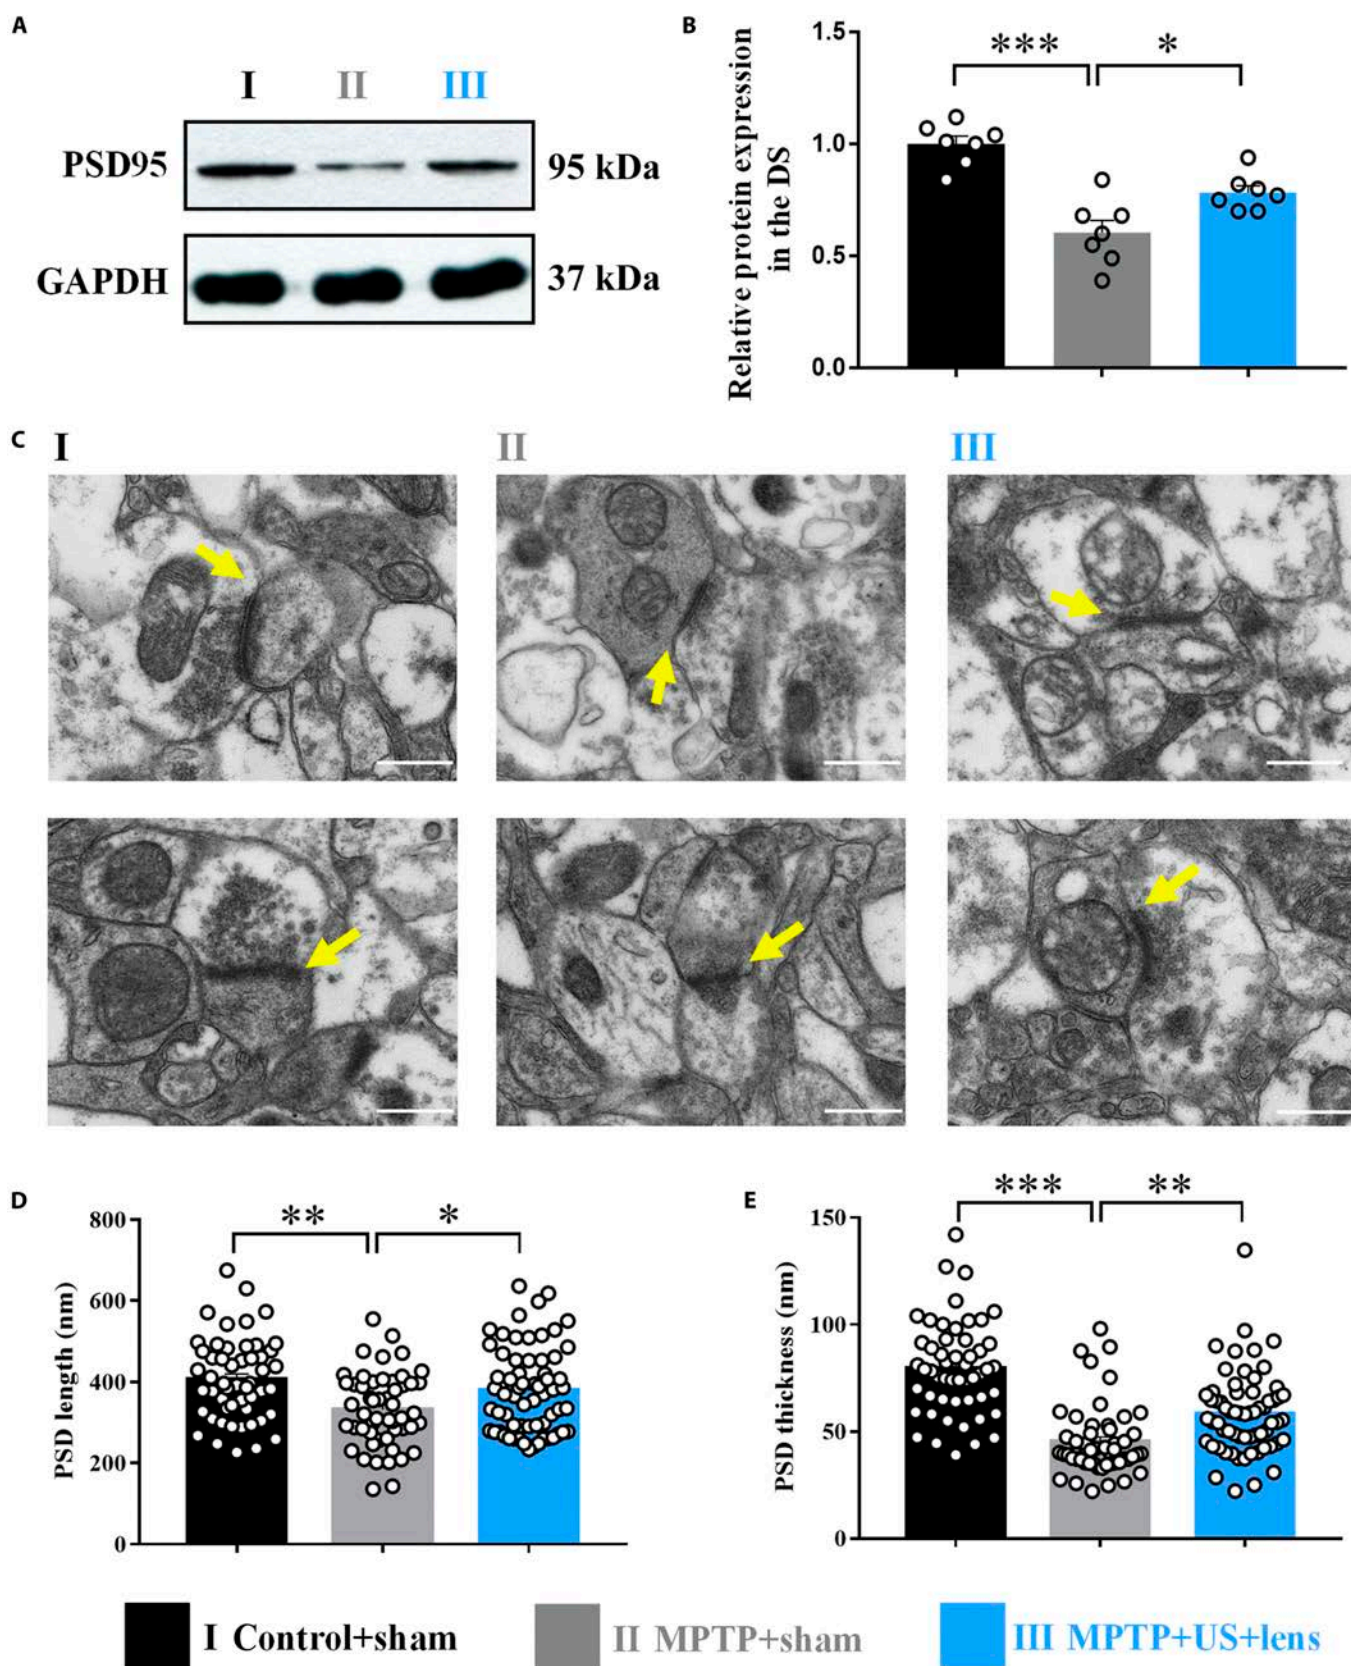 A
I II III
PSD95 95 kDa
GAPDH 37 kDa
B
Relative protein expression
in the DS
1.5
1.0
0.5
0.0
***
*
C
I II III
D
PSD length (nm)
800
600
400
200
0
**
*
E
PSD thickness (nm)
150
100
50
0
***
**
I Control+sham II MPTP+sham III MPTP+US+lens